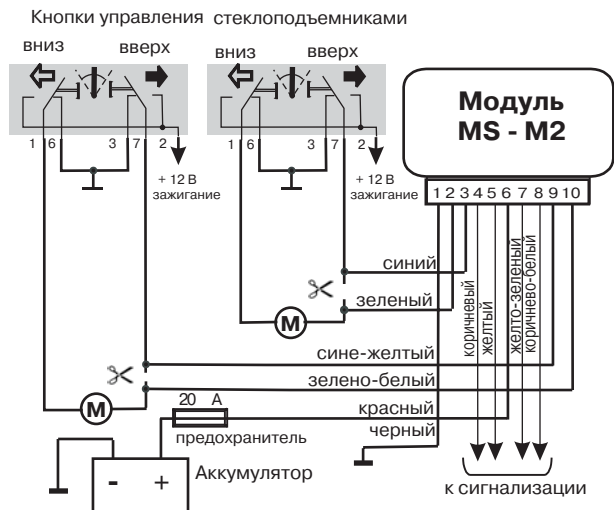 Кнопки управления стеклоподъемниками
вниз вверх
вниз вверх
Модуль
MS - M2
1 6 3 7 2
1 6 3 7 2
+ 12 В
зажигание
+ 12 В
зажигание
1 2 3 4 5 6 7 8 9 10
синий
зеленый
коричневый
желтый
желто-зеленый
коричнево-белый
M
сине-желтый
зелено-белый
M
20 А
красный
предохранитель
черный
Аккумулятор
- +
к сигнализации